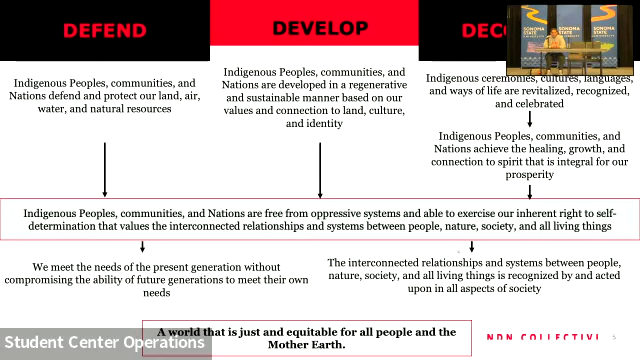 DEFEND
DEVELOP
Indigenous Peoples, communities, and
Nations defend and protect our land, air,
water, and natural resources
Indigenous Peoples, communities, and
Nations are developed in a regenerative
and sustainable manner based on our
values and connection to land, culture,
and identity
SONOMA
STATE
SONOMA
STATE
Indigenous ceremonies, cultures, languages,
and ways of life are revitalized, recognized,
and celebrated
Indigenous Peoples, communities, and
Nations achieve the healing, growth, and
connection to spirit that is integral for our
prosperity
Indigenous Peoples, communities, and Nations are free from oppressive systems and able to exercise our inherent right to self-
determination that values the interconnected relationships and systems between people, nature, society, and all living things
We meet the needs of the present generation without
compromising the ability of future generations to meet their own
needs
The interconnected relationships and systems between people,
nature, society, and all living things is recognized by and acted
upon in all aspects of society
A world that is just and equitable for all people and the
Mother Earth.
Student Center Operations
NDN COLLECTIVE
5